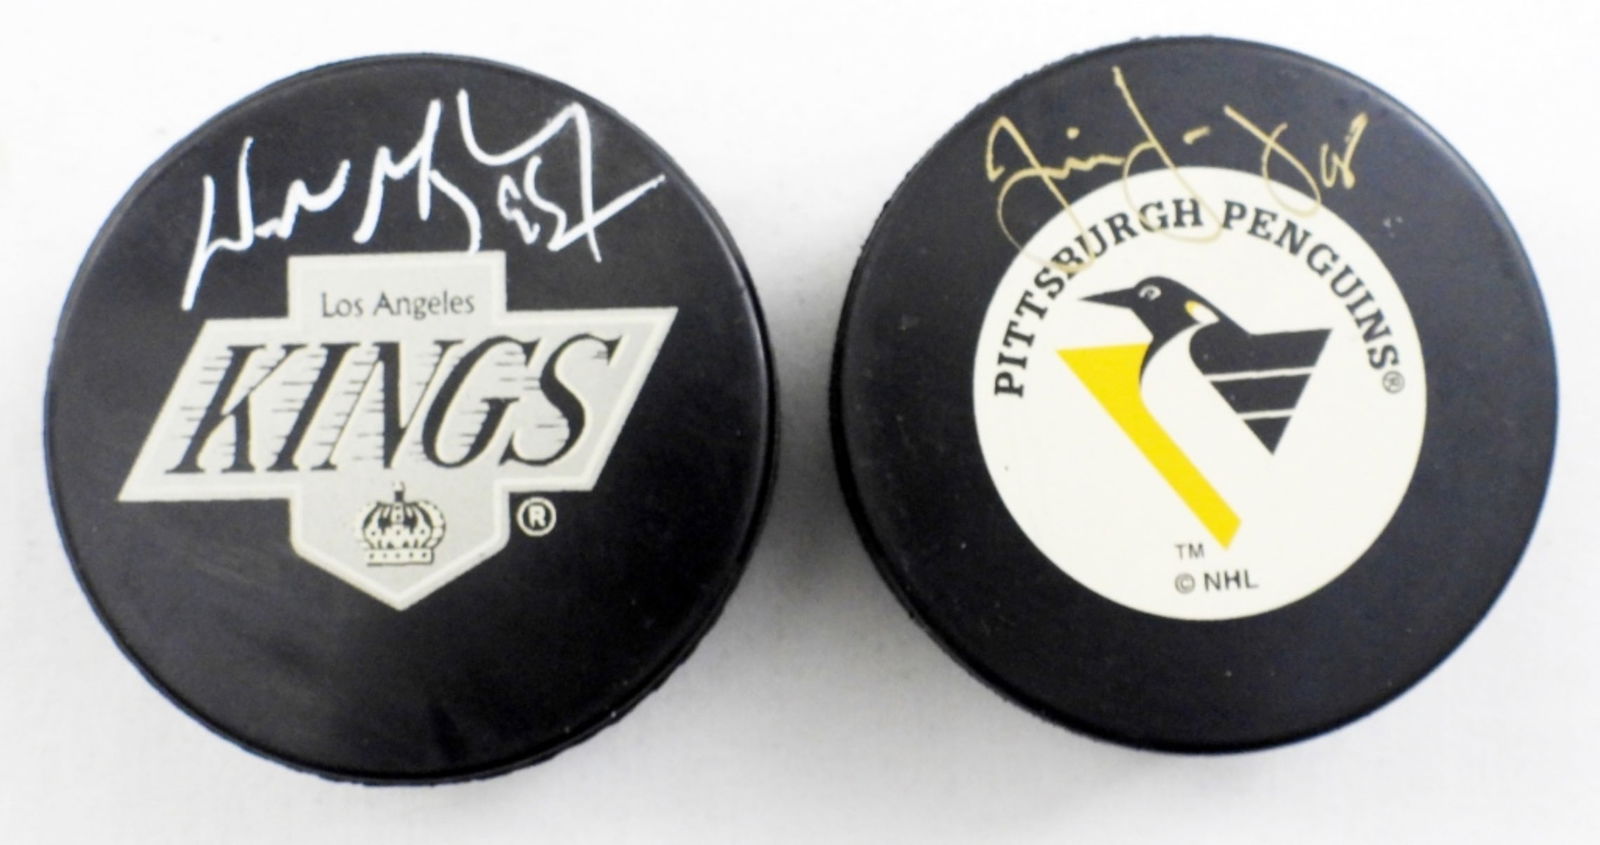 Los Angeles
KINGS
®
PITTSBURGH PENGUINS®
TM
© NHL